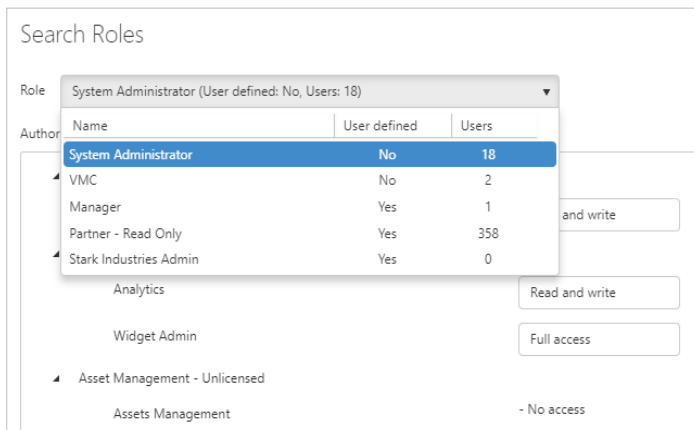 Search Roles
Role System Administrator (User defined: No, Users: 18)
Author
Name User defined Users
System Administrator No 18
VMC No 2
Manager Yes 1
and write
Partner - Read Only Yes 358
Stark Industries Admin Yes 0
Analytics Read and write
Widget Admin Full access
Asset Management - Unlicensed
Assets Management - No access